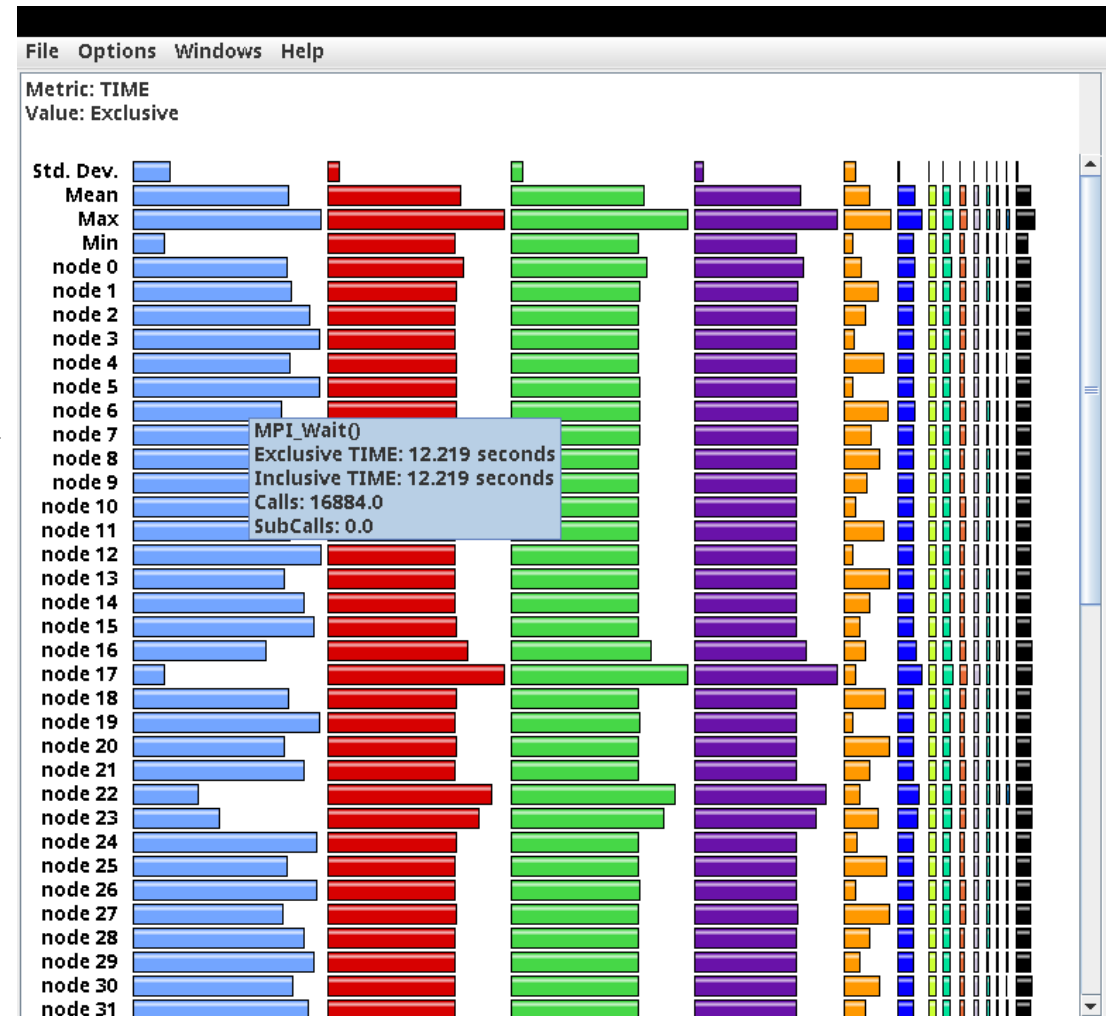 File Options Windows Help
Metric: TIME
Value: Exclusive
Std. Dev.
Mean
Max
Min
node 0
node 1
node 2
node 3
node 4
node 5
node 6
node 7
node 8
node 9
node 10
node 11
node 12
node 13
node 14
node 15
node 16
node 17
node 18
node 19
node 20
node 21
node 22
node 23
node 24
node 25
node 26
node 27
node 28
node 29
node 30
node 31
MPI_Wait()
Exclusive TIME: 12.219 seconds
Inclusive TIME: 12.219 seconds
Calls: 16884.0
SubCalls: 0.0